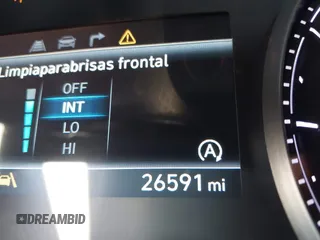 Limpiaparabrisas frontal
OFF
INT
LO
HI
A
26591 mi
DREAMBID